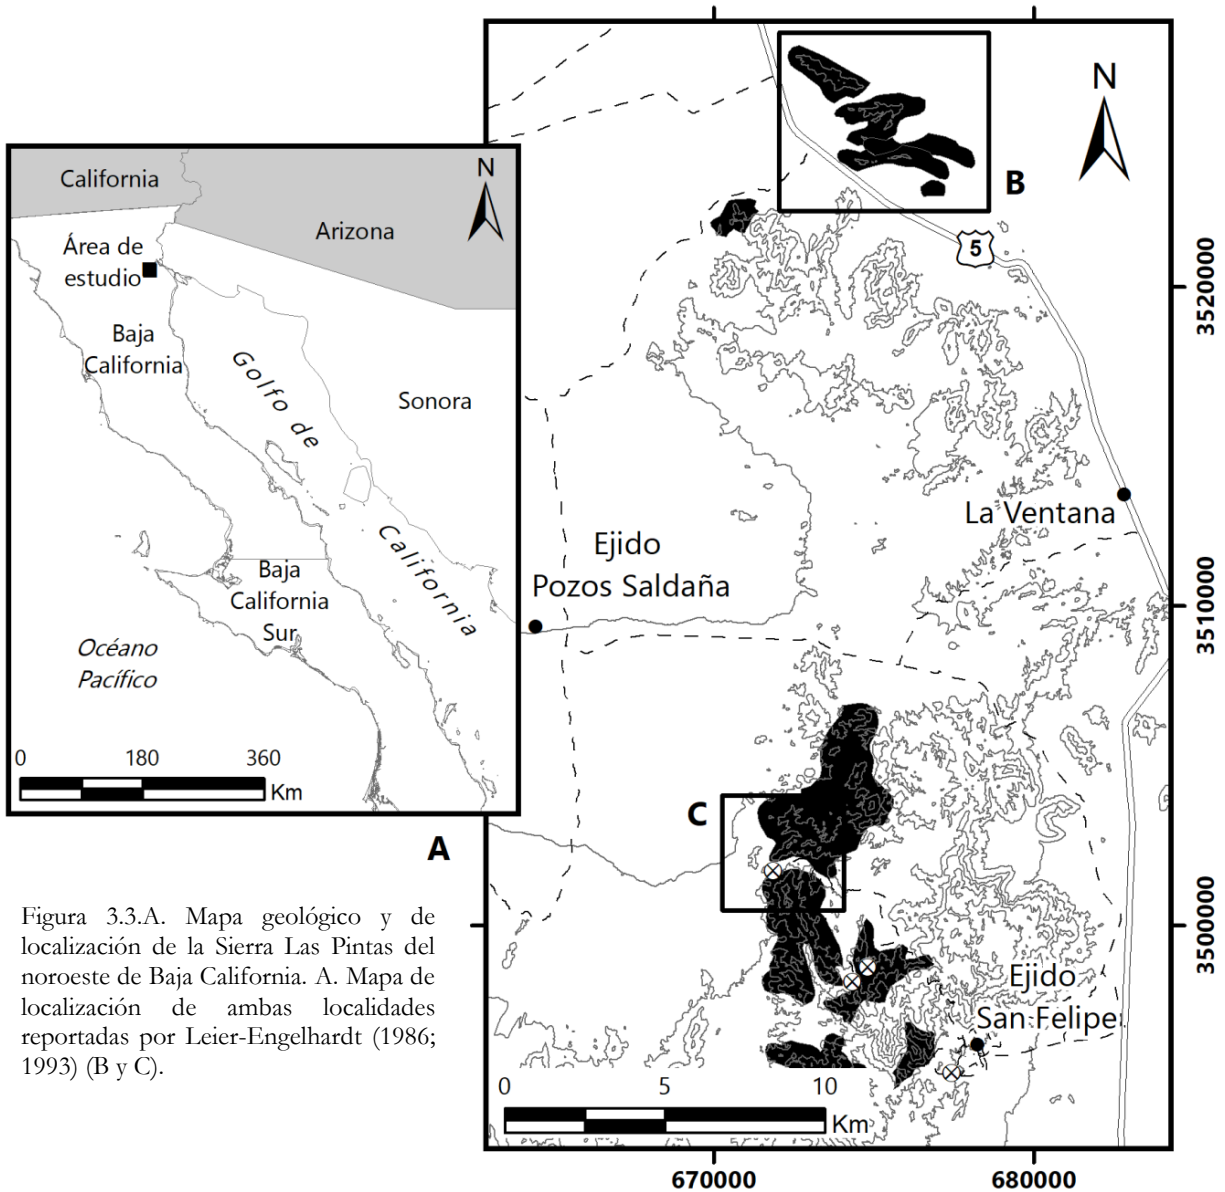 California
N
Arizona
Área de
estudio
Baja
California
Golfo de
California
Sonora
Baja
California
Sur
Océano
Pacífico
0 180 360
Km
A
N
B
5
3520000
La Ventana
Ejido
Pozos Saldaña
3510000
C
3500000
Ejido
San Felipe
0 5 10
Km
670000 680000
Figura 3.3.A. Mapa geológico y de
localización de la Sierra Las Pintas del
noroeste de Baja California. A. Mapa de
localización de ambas localidades
reportadas por Leier-Engelhardt (1986;
1993) (B y C).